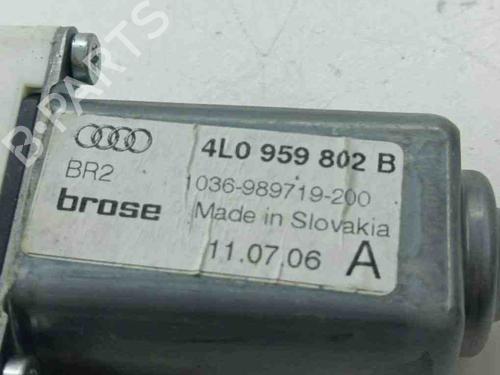 B-PARTS
4L0 959 802 B
BR2
1036-989719-200
brose
Made in Slovakia
11.07.06 A